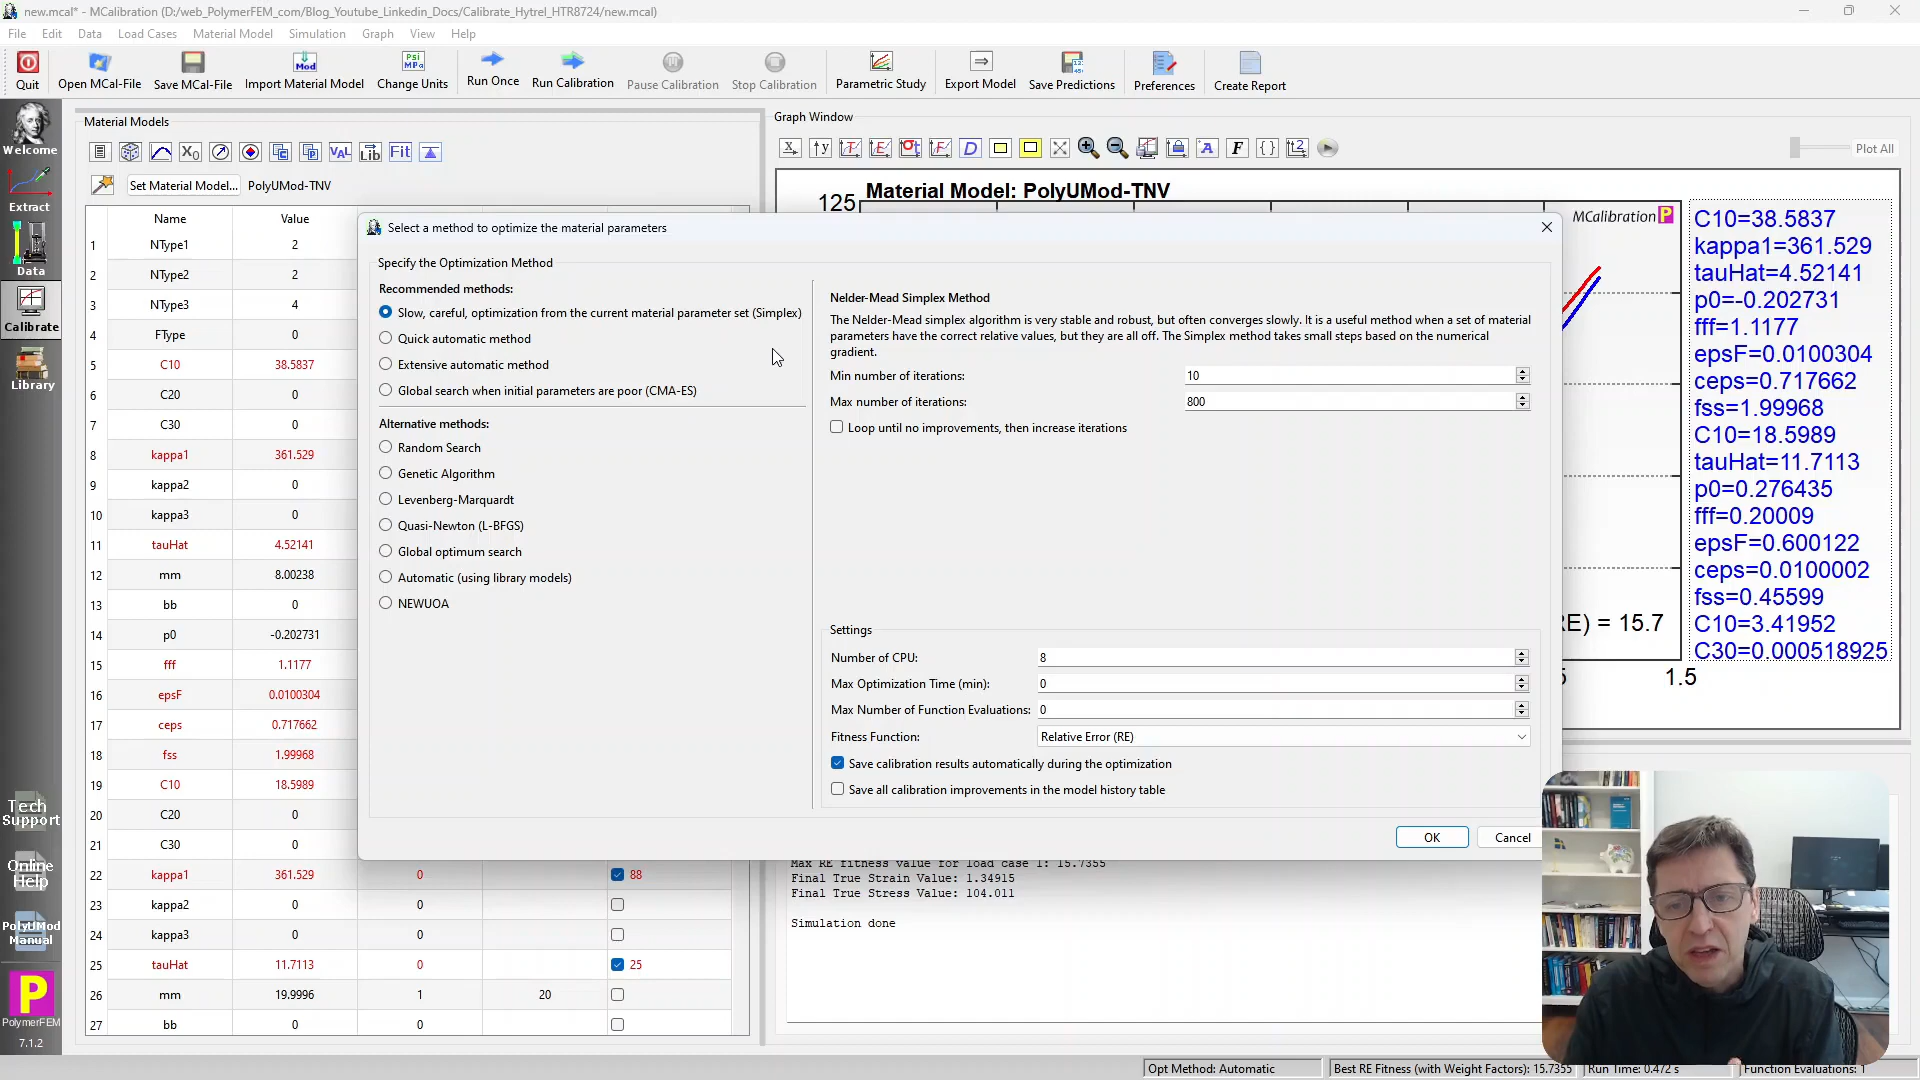 new.mcal* - MCalibration (D:/web_PolymerFEM_com/Blog_Youtube_Linkedin_Docs/Calibrate_Hytrel_HTR8724/new.mcal)
File Edit Data Load Cases Material Model Simulation Graph View Help
Quit Open MCal-File Save MCal-File Import Material Model Change Units Run Once Run Calibration Pause Calibration Stop Calibration Parametric Study Export Model Save Predictions Preferences Create Report
Welcome
Extract
Data
Calibrate
Library
Tech Support
Online Help
PolyUMod Manual
PolymerFEM
7.1.2
Material Models
VAL Lib Fit
Set Material Model... PolyUMod-TNV
Name Value
1 NType1 2
2 NType2 2
3 NType3 4
4 FType 0
5 C10 38.5837
6 C20 0
7 C30 0
8 kappa1 361.529
9 kappa2 0
10 kappa3 0
11 tauHat 4.52141
12 mm 8.00238
13 bb 0
14 p0 -0.202731
15 fff 1.1177
16 epsF 0.0100304
17 ceps 0.717662
18 fss 1.99968
19 C10 18.5989
20 C20 0
21 C30 0
22 kappa1 361.529 0 88
23 kappa2 0 0
24 kappa3 0 0
25 tauHat 11.7113 0 25
26 mm 19.9996 1 20
27 bb 0 0
Select a method to optimize the material parameters
Specify the Optimization Method
Recommended methods:
Slow, careful, optimization from the current material parameter set (Simplex)
Quick automatic method
Extensive automatic method
Global search when initial parameters are poor (CMA-ES)
Alternative methods:
Random Search
Genetic Algorithm
Levenberg-Marquardt
Quasi-Newton (L-BFGS)
Global optimum search
Automatic (using library models)
NEWUOA
Nelder-Mead Simplex Method
The Nelder-Mead simplex algorithm is very stable and robust, but often converges slowly. It is a useful method when a set of material
parameters have the correct relative values, but they are all off. The Simplex method takes small steps based on the numerical
gradient.
Min number of iterations: 10
Max number of iterations: 800
Loop until no improvements, then increase iterations
Settings
Number of CPU: 8
Max Optimization Time (min): 0
Max Number of Function Evaluations: 0
Fitness Function: Relative Error (RE)
Save calibration results automatically during the optimization
Save all calibration improvements in the model history table
OK Cancel
Graph Window
Plot All
Material Model: PolyUMod-TNV
125
MCalibration P
RE) = 15.7
1.5
C10=38.5837
kappa1=361.529
tauHat=4.52141
p0=-0.202731
fff=1.1177
epsF=0.0100304
ceps=0.717662
fss=1.99968
C10=18.5989
tauHat=11.7113
p0=0.276435
fff=0.20009
epsF=0.600122
ceps=0.0100002
fss=0.45599
C10=3.41952
C30=0.000518925
Max RE fitness value for load case 1: 15.7355
Final True Strain Value: 1.34915
Final True Stress Value: 104.011
Simulation done
Opt Method: Automatic Best RE Fitness (with Weight Factors): 15.7355 Run Time: 0.472 s Function Evaluations: 1